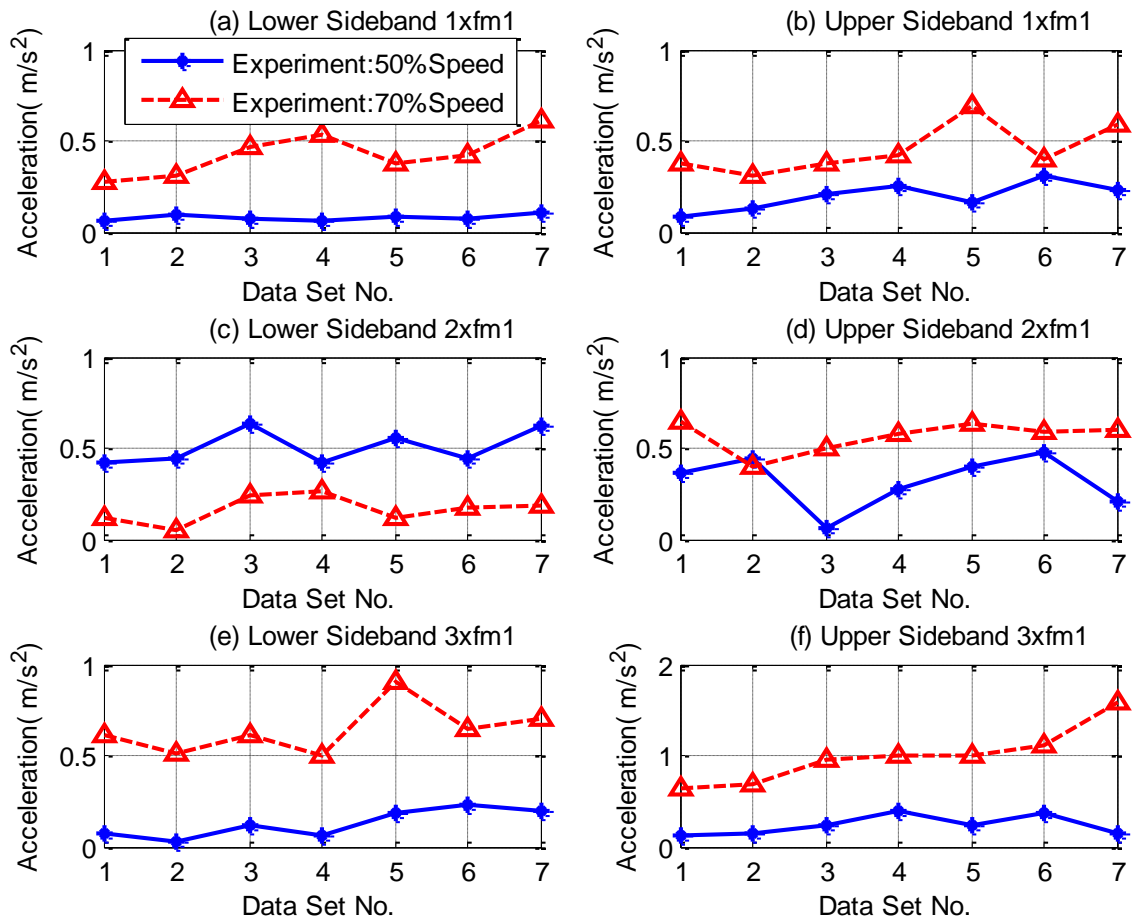 (a) Lower Sideband 1xfm1
Acceleration( m/s²)
1
0.5
0
Experiment:50%Speed
Experiment:70%Speed
1 2 3 4 5 6 7
Data Set No.
(b) Upper Sideband 1xfm1
Acceleration( m/s²)
1
0.5
0
1 2 3 4 5 6 7
Data Set No.
(c) Lower Sideband 2xfm1
Acceleration( m/s²)
1
0.5
0
1 2 3 4 5 6 7
Data Set No.
(d) Upper Sideband 2xfm1
Acceleration( m/s²)
1
0.5
0
1 2 3 4 5 6 7
Data Set No.
(e) Lower Sideband 3xfm1
Acceleration( m/s²)
1
0.5
0
1 2 3 4 5 6 7
Data Set No.
(f) Upper Sideband 3xfm1
Acceleration( m/s²)
2
1
0
1 2 3 4 5 6 7
Data Set No.